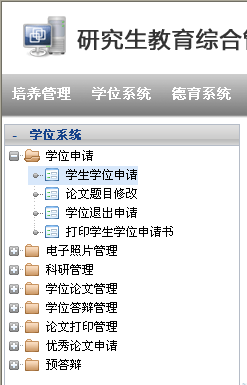 研究生教育综合
培养管理 学位系统 德育系统
- 学位系统
学位申请
学生学位申请
论文题目修改
学位退出申请
打印学生学位申请书
电子照片管理
科研管理
学位论文管理
学位答辩管理
论文打印管理
优秀论文申请
预答辩